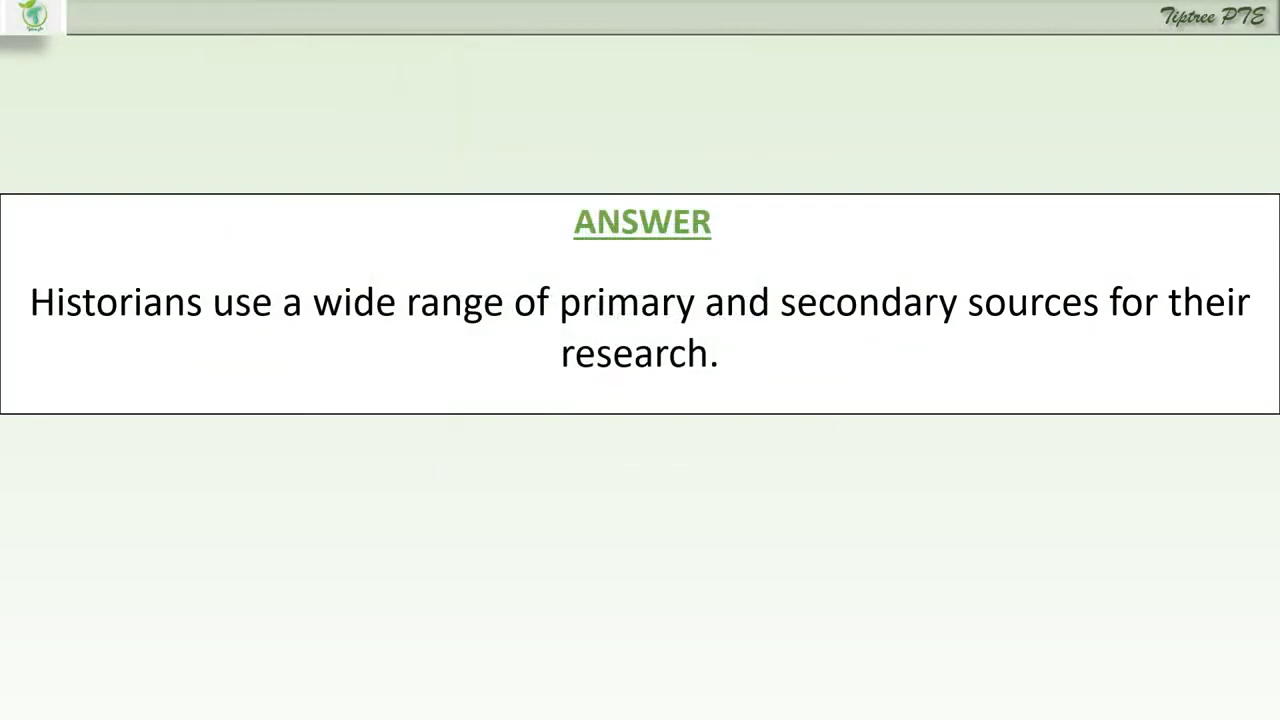 Tiptree PTE
ANSWER
Historians use a wide range of primary and secondary sources for their
research.